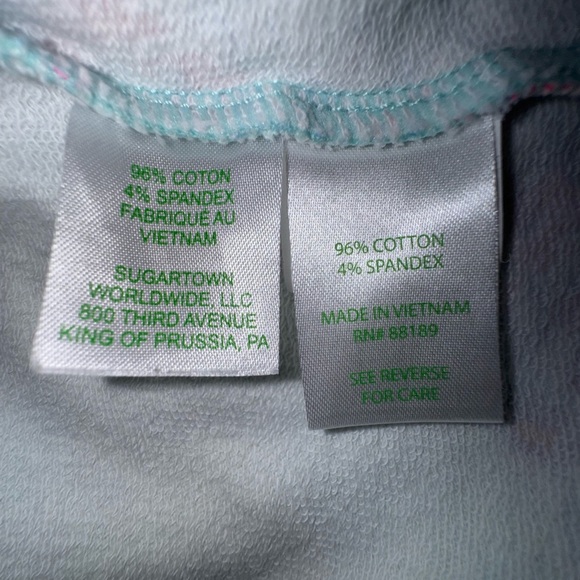 96% COTON
4% SPANDEX
FABRIQUÉ AU
VIETNAM
SUGARTOWN
WORLDWIDE, LLC
800 THIRD AVENUE
KING OF PRUSSIA, PA
96% COTTON
4% SPANDEX
MADE IN VIETNAM
RN# 88189
SEE REVERSE
FOR CARE